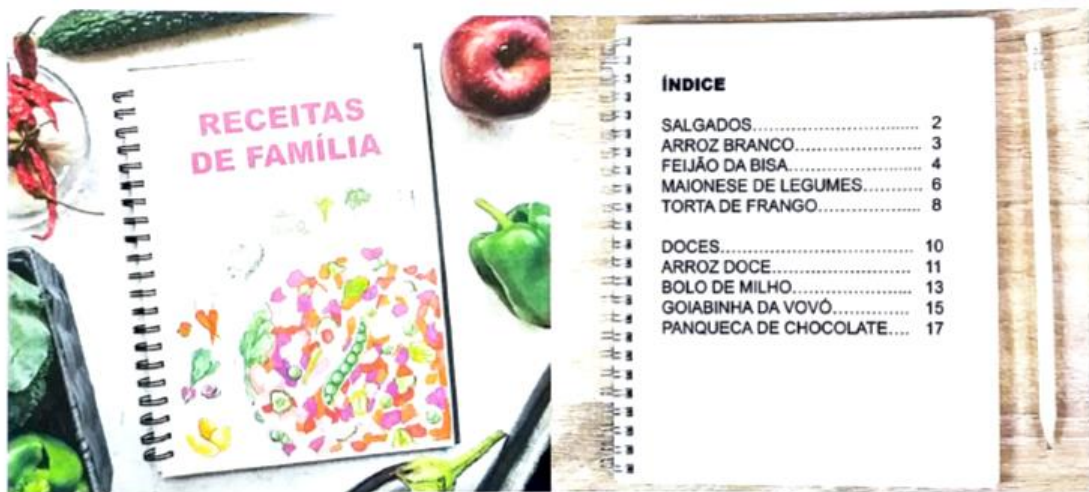 RECEITAS
DE FAMÍLIA
ÍNDICE
SALGADOS................................ 2
ARROZ BRANCO........................ 3
FEIJÃO DA BISA......................... 4
MAIONESE DE LEGUMES........... 6
TORTA DE FRANGO................... 8
DOCES..................................... 10
ARROZ DOCE........................... 11
BOLO DE MILHO....................... 13
GOIABINHA DA VOVÓ.............. 15
PANQUECA DE CHOCOLATE.... 17